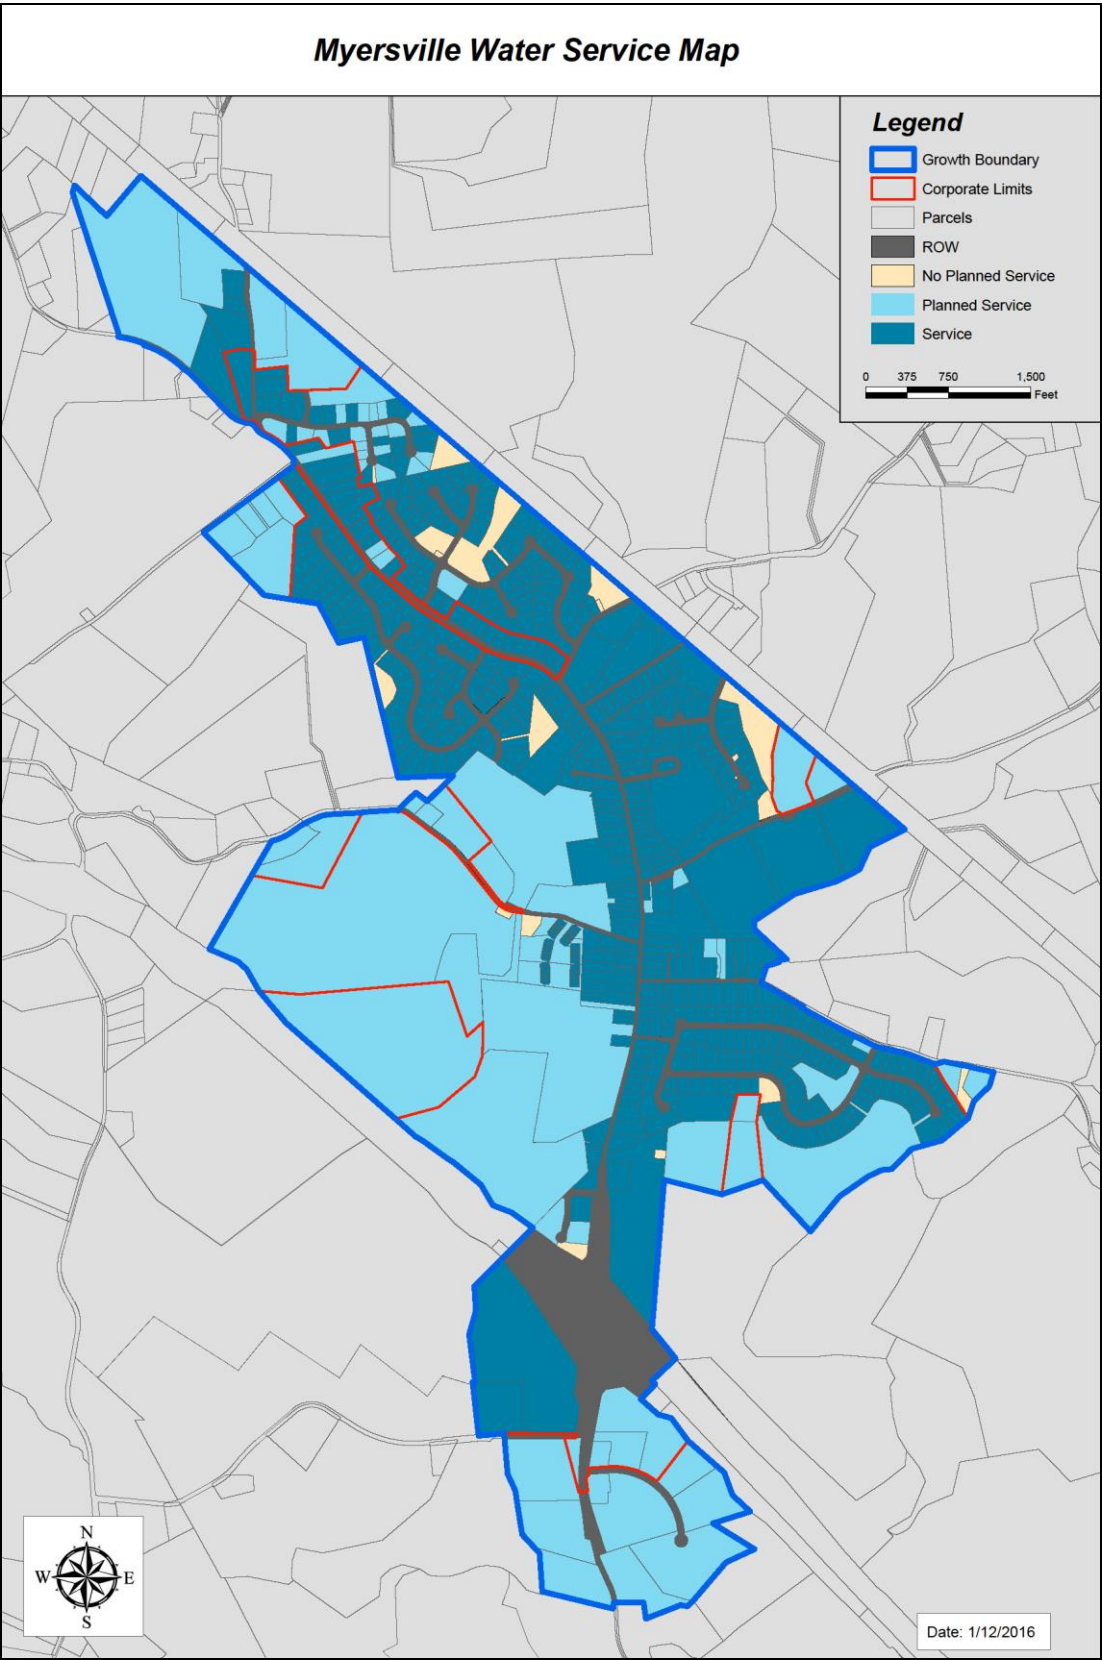 Myersville Water Service Map
Legend
Growth Boundary
Corporate Limits
Parcels
ROW
No Planned Service
Planned Service
Service
0 375 750 1,500
Feet
N
W E
S
Date: 1/12/2016